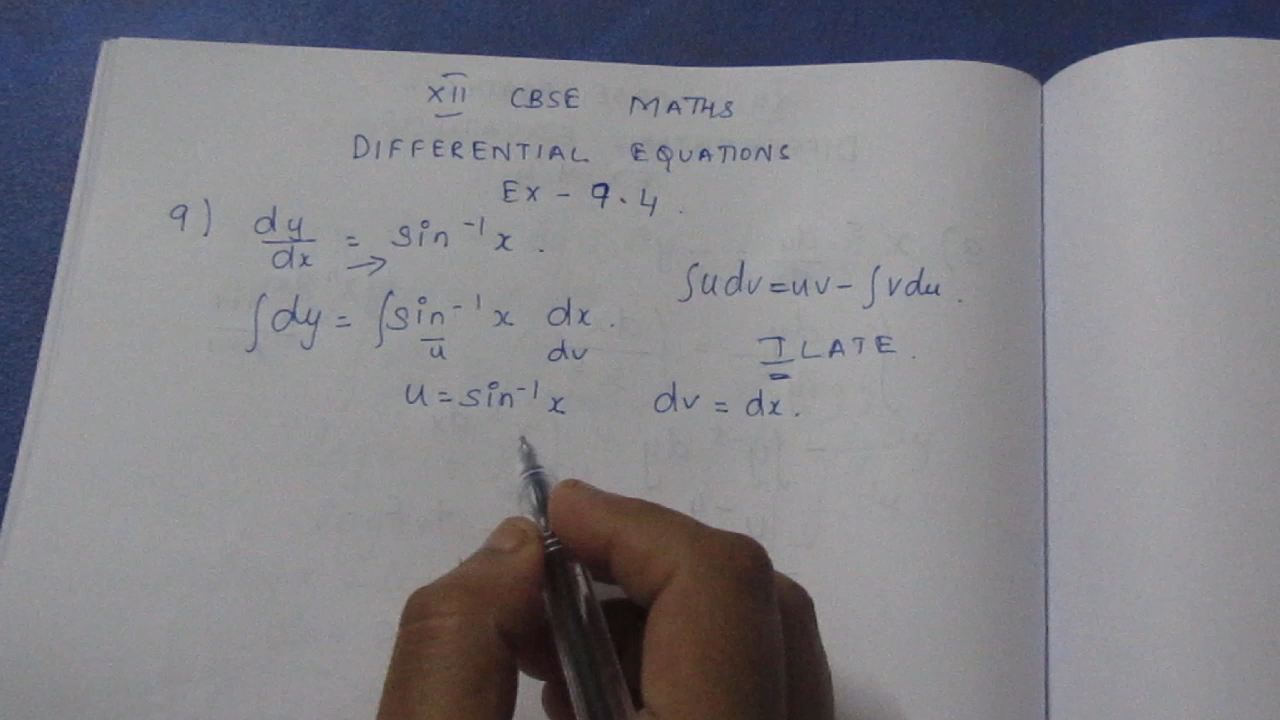 XII CBSE MATHS
DIFFERENTIAL EQUATIONS
Ex - 9.4.
9) dy/dx = sin⁻¹x.
→
∫udv=uv-∫vdu.
∫dy = ∫sin⁻¹x dx.
u dv
ILATE.
u=sin⁻¹x dv = dx.